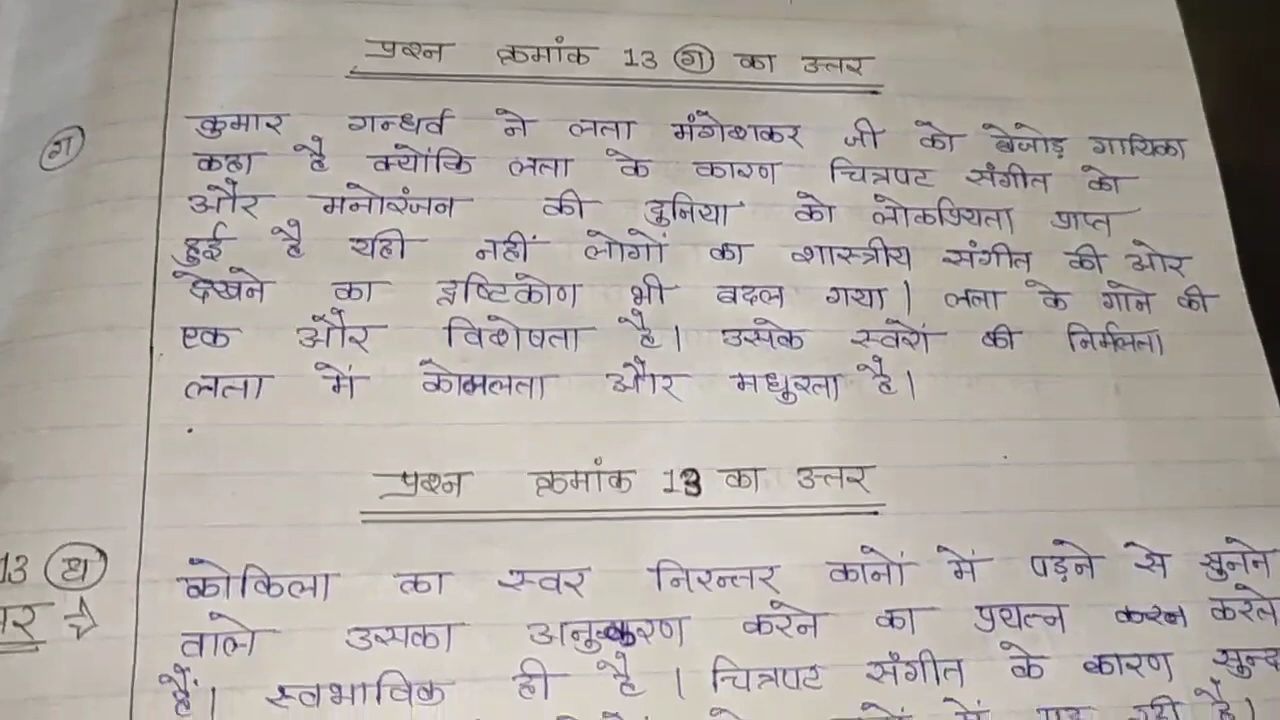 प्रश्न क्रमांक 13 ग का उत्तर
ग कुमार गन्धर्व ने लता मंगेशकर जी को बेजोड़ गायिका
कहा है क्योंकि लता के कारण चित्रपट संगीत को
और मनोरंजन की दुनिया को लोकप्रियता प्राप्त
हुई है यही नहीं लोगों का शास्त्रीय संगीत की ओर
देखने का दृष्टिकोण भी बदल गया। लता के गाने की
एक और विशेषता है। उसके स्वरों की निर्मलता
लता में कोमलता और मधुरता है।
प्रश्न क्रमांक 13 का उत्तर
13 घ कोकिला का स्वर निरन्तर कानों में पड़ने से सुनने
वाले उसका अनुकरण करने का प्रयत्न करते
हैं। स्वभाविक ही है। चित्रपट संगीत के कारण